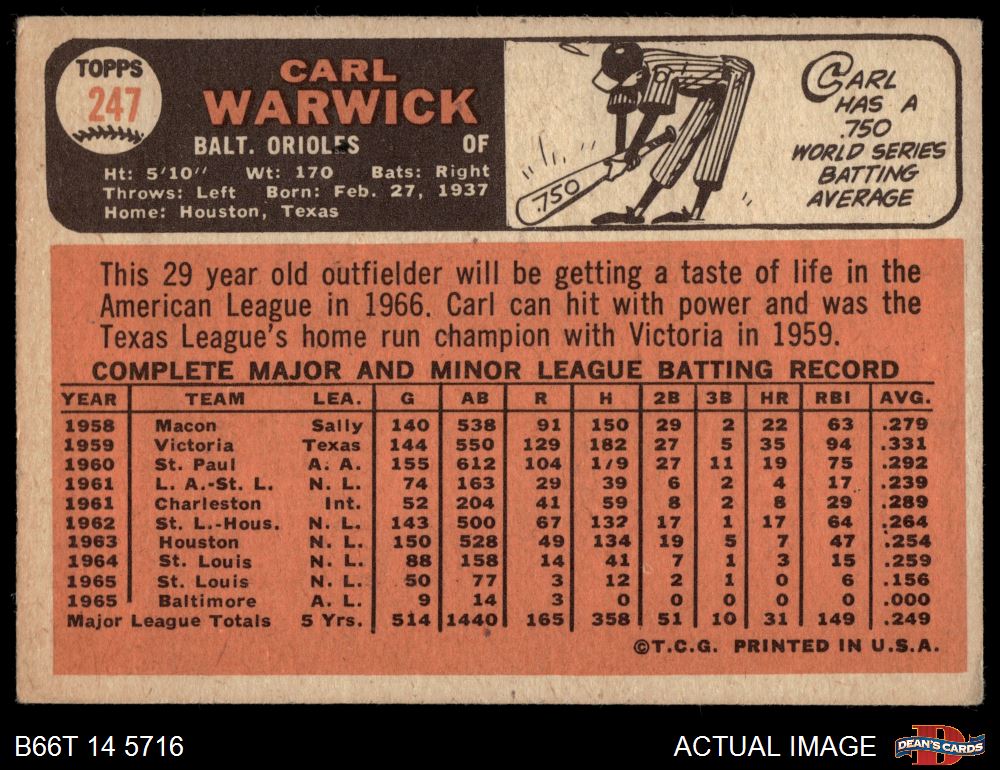 TOPPS
247
CARL
WARWICK
BALT. ORIOLES OF
Ht: 5'10" Wt: 170 Bats: Right
Throws: Left Born: Feb. 27, 1937
Home: Houston, Texas
.750
CARL
HAS A
.750
WORLD SERIES
BATTING
AVERAGE
This 29 year old outfielder will be getting a taste of life in the
American League in 1966. Carl can hit with power and was the
Texas League's home run champion with Victoria in 1959.
COMPLETE MAJOR AND MINOR LEAGUE BATTING RECORD
YEAR TEAM LEA. G AB R H 2B 3B HR RBI AVG.
1958 Macon Sally 140 538 91 150 29 2 22 63 .279
1959 Victoria Texas 144 550 129 182 27 5 35 94 .331
1960 St. Paul A. A. 155 612 104 179 27 11 19 75 .292
1961 L. A.-St. L. N. L. 74 163 29 39 6 2 4 17 .239
1961 Charleston Int. 52 204 41 59 8 2 8 29 .289
1962 St. L.-Hous. N. L. 143 500 67 132 17 1 17 64 .264
1963 Houston N. L. 150 528 49 134 19 5 7 47 .254
1964 St. Louis N. L. 88 158 14 41 7 1 3 15 .259
1965 St. Louis N. L. 50 77 3 12 2 1 0 6 .156
1965 Baltimore A. L. 9 14 3 0 0 0 0 0 .000
Major League Totals 5 Yrs. 514 1440 165 358 51 10 31 149 .249
©T.C.G. PRINTED IN U.S.A.
B66T 14 5716
ACTUAL IMAGE
D
DEAN'S CARDS